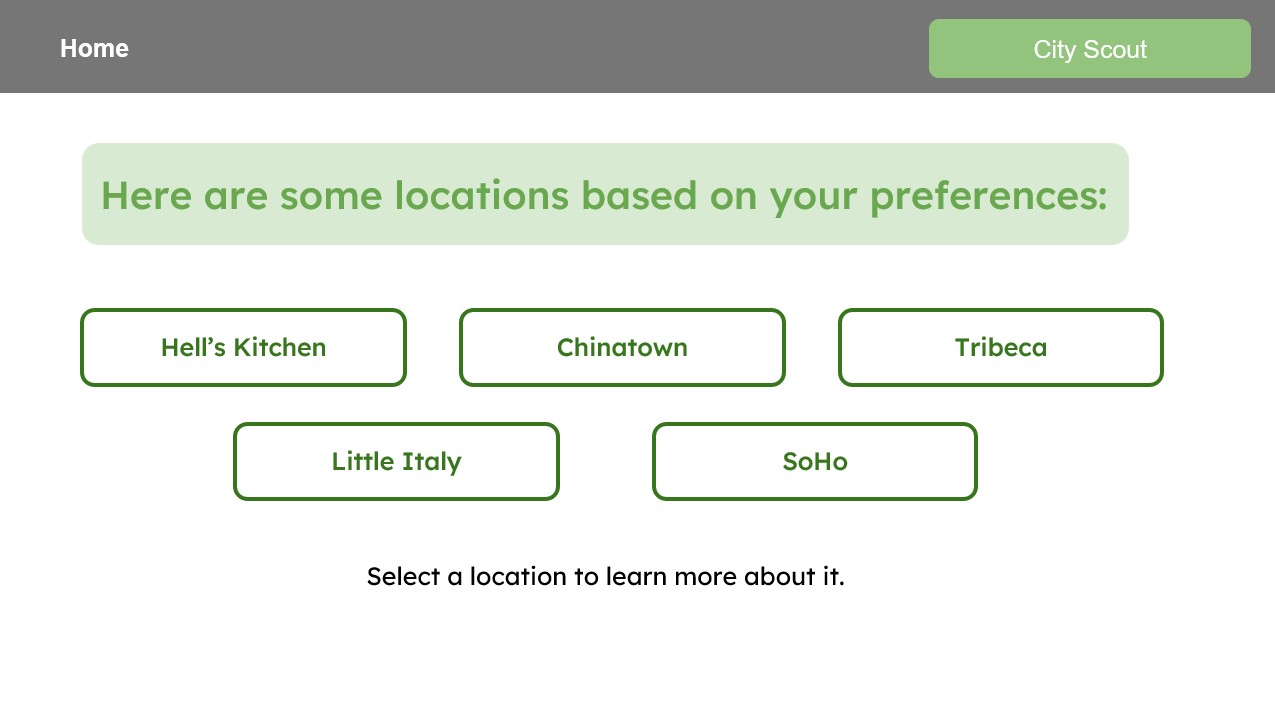 Home
City Scout
Here are some locations based on your preferences:
Hell’s Kitchen
Chinatown
Tribeca
Little Italy
SoHo
Select a location to learn more about it.